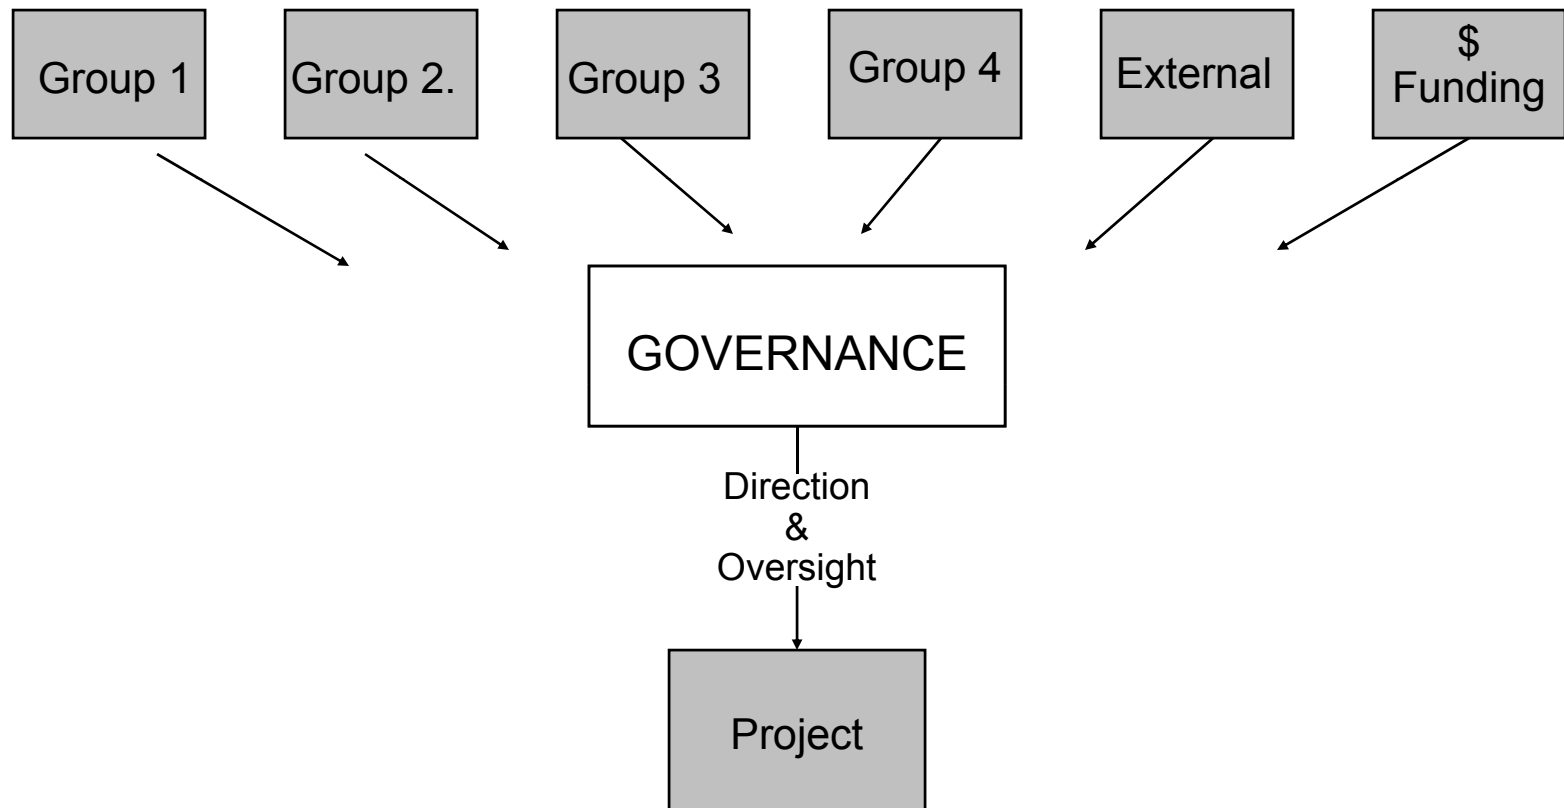 Group 1
Group 2.
Group 3
Group 4
External
$
Funding
GOVERNANCE
Direction
&
Oversight
Project